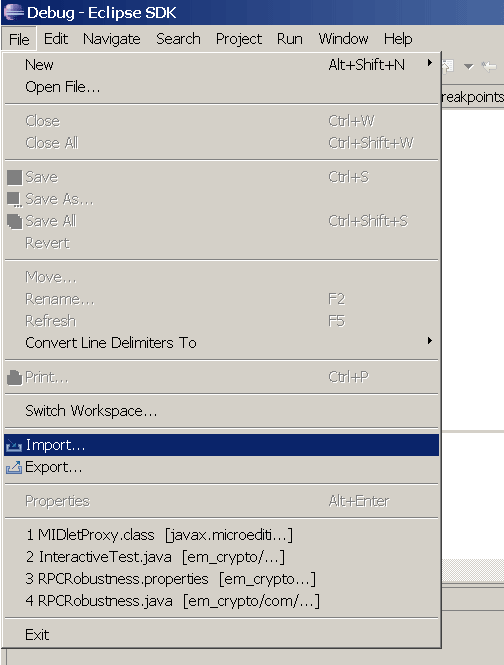 Debug - Eclipse SDK
File Edit Navigate Search Project Run Window Help
New Alt+Shift+N
Open File...
reakpoints
Close Ctrl+W
Close All Ctrl+Shift+W
Save Ctrl+S
Save As...
Save All Ctrl+Shift+S
Revert
Move...
Rename... F2
Refresh F5
Convert Line Delimiters To
Print... Ctrl+P
Switch Workspace...
Import...
Export...
Properties Alt+Enter
1 MIDletProxy.class [javax.microediti...]
2 InteractiveTest.java [em_crypto/...]
3 RPCRobustness.properties [em_crypto...]
4 RPCRobustness.java [em_crypto/com/...]
Exit